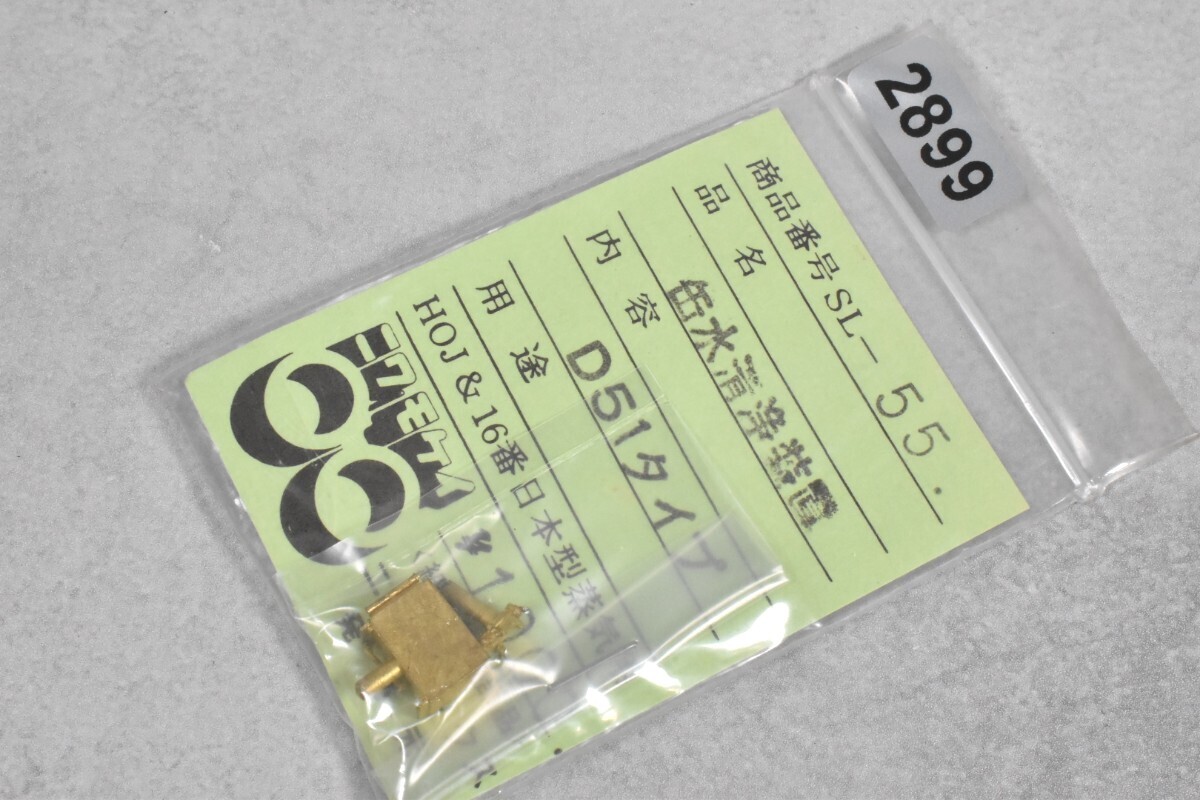 2899
商品番号SL－55.
品名 缶水清浄装置
内容 D51タイプ
用途
HOJ＆16番日本型蒸気
ニワモケイ